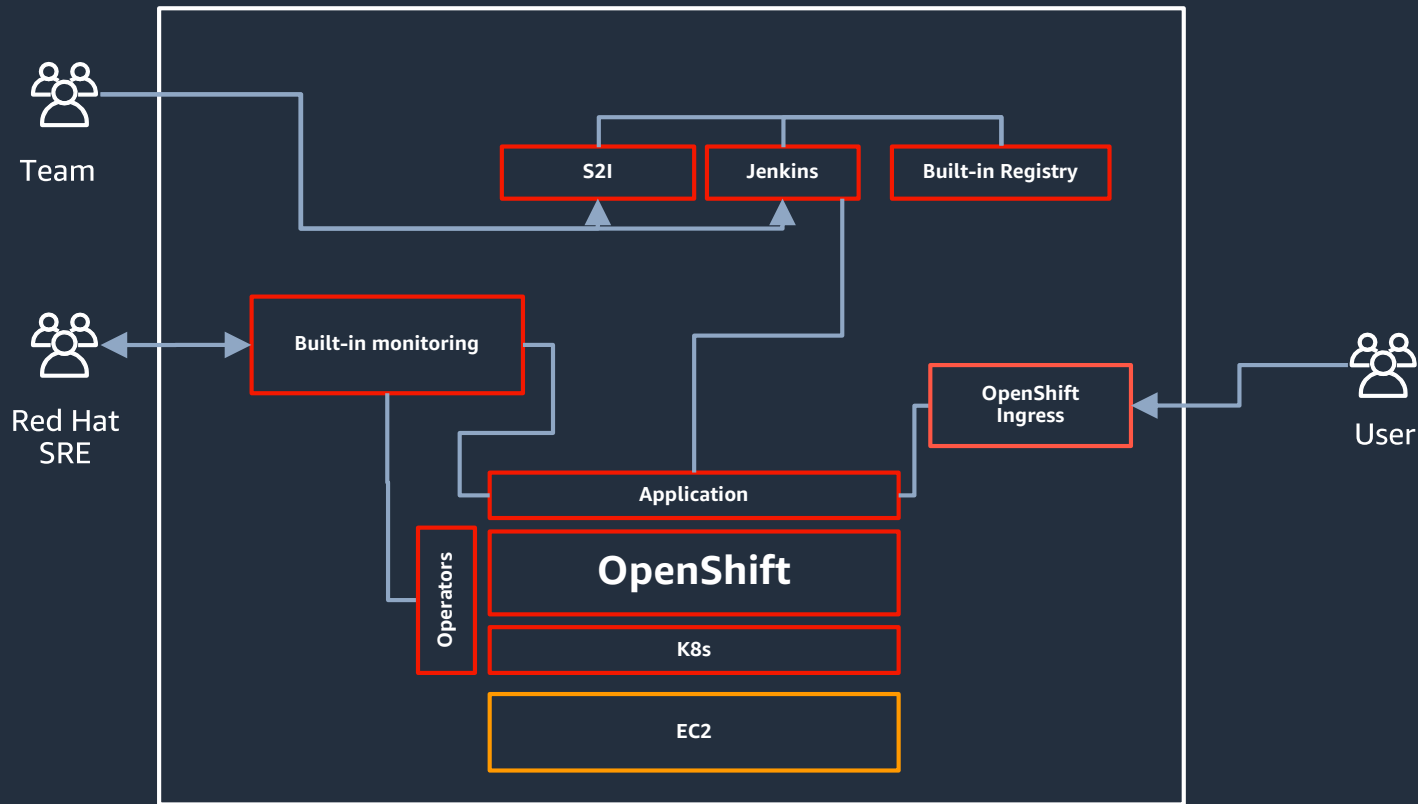 Team
S2I
Jenkins
Built-in Registry
Red Hat
SRE
Built-in monitoring
OpenShift
Ingress
User
Application
Operators
OpenShift
K8s
EC2